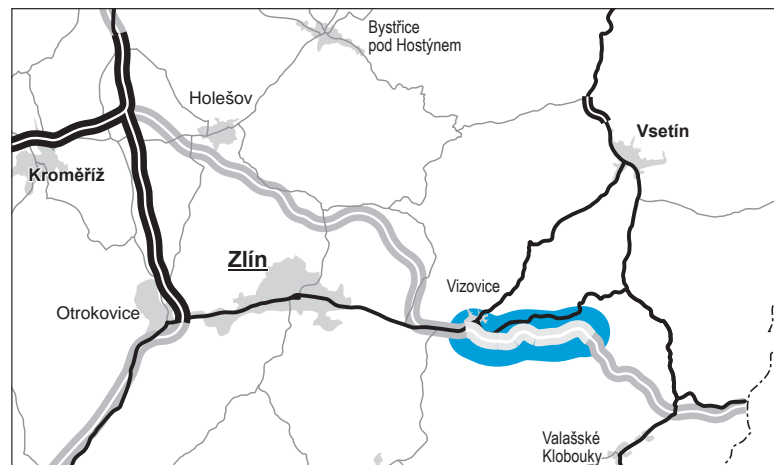 Bystřice
pod Hostýnem
Holešov
Vsetín
Kroměříž
Zlín
Vizovice
Otrokovice
Valašské
Klobouky